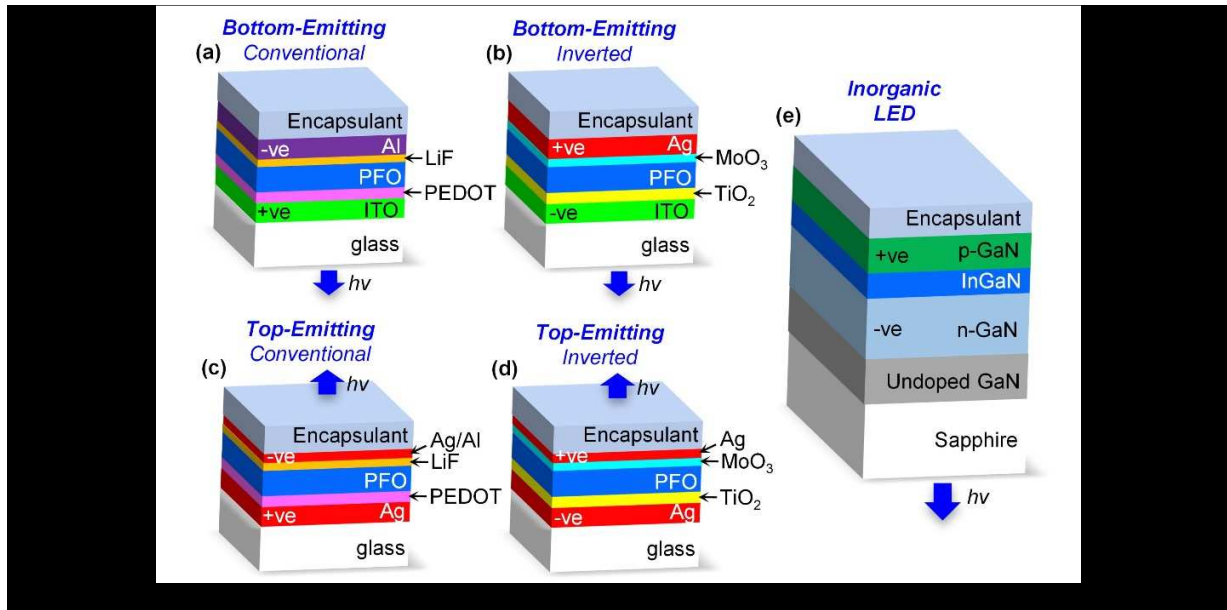 Bottom-Emitting
Conventional
(a)
Encapsulant
-ve Al
LiF
PFO
PEDOT
+ve ITO
glass
hv
Bottom-Emitting
Inverted
(b)
Encapsulant
+ve Ag
MoO₃
PFO
TiO₂
-ve ITO
glass
hv
Top-Emitting
Conventional
(c)
hv
Encapsulant
-ve
Ag/Al
LiF
PFO
PEDOT
+ve Ag
glass
Top-Emitting
Inverted
(d)
hv
Encapsulant
+ve
Ag
MoO₃
PFO
TiO₂
-ve Ag
glass
Inorganic
LED
(e)
Encapsulant
+ve p-GaN
InGaN
-ve n-GaN
Undoped GaN
Sapphire
hv